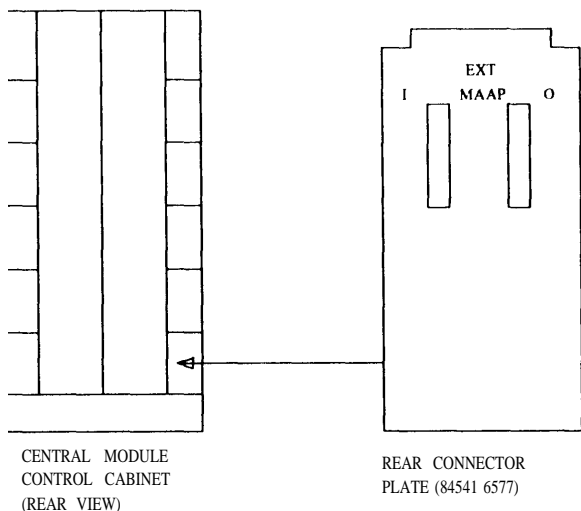 EXT
I MAAP O
CENTRAL MODULE
CONTROL CABINET
(REAR VIEW)
REAR CONNECTOR
PLATE (84541 6577)